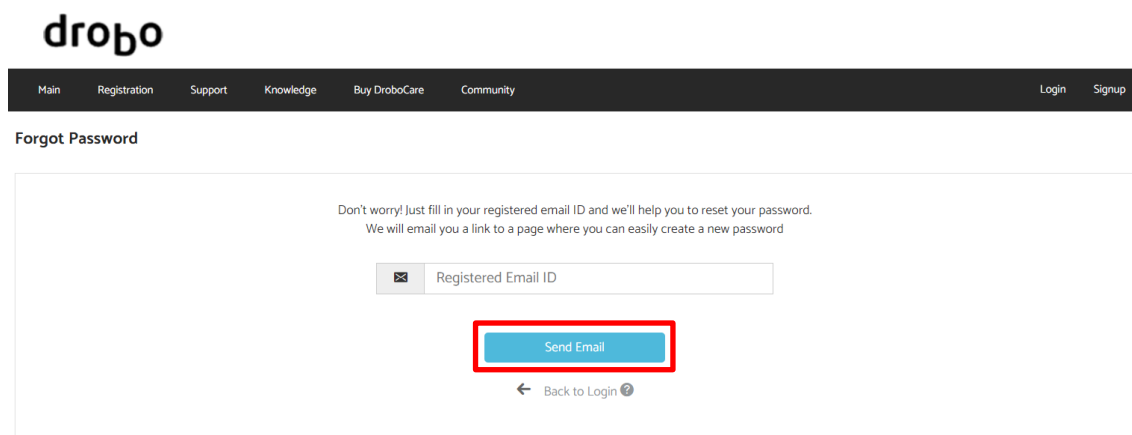 drobo
Main Registration Support Knowledge Buy DroboCare Community Login Signup
Forgot Password
Don't worry! Just fill in your registered email ID and we'll help you to reset your password.
We will email you a link to a page where you can easily create a new password
Registered Email ID
Send Email
Back to Login ?